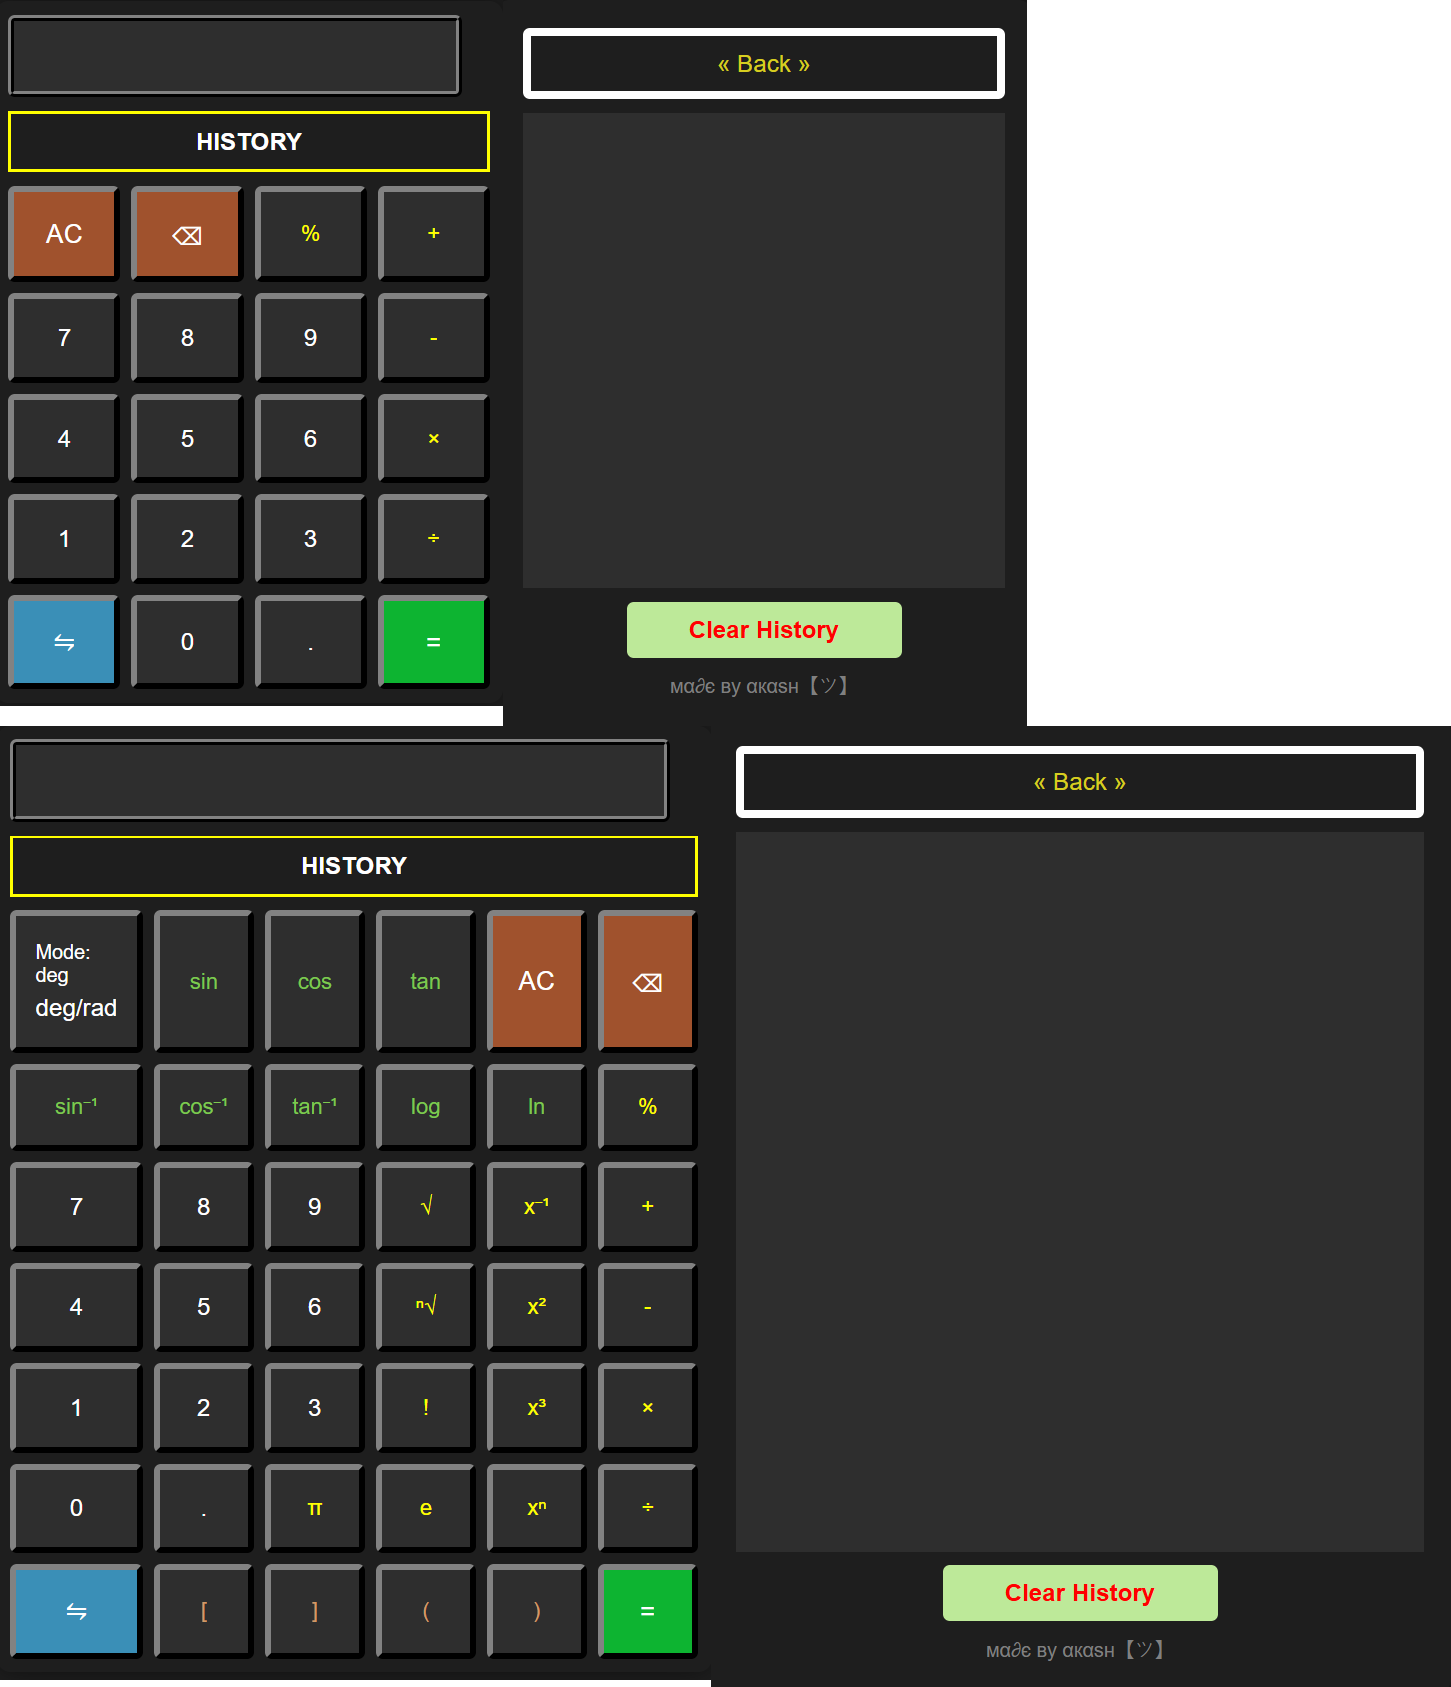 HISTORY
AC ⌫ % +
7 8 9 -
4 5 6 ×
1 2 3 ÷
⇋ 0 . =
« Back »
Clear History
мα∂є ву αкαѕн【ツ】
HISTORY
Mode:
deg
deg/rad
sin cos tan AC ⌫
sin⁻¹ cos⁻¹ tan⁻¹ log ln %
7 8 9 √ x⁻¹ +
4 5 6 ⁿ√ x² -
1 2 3 ! x³ ×
0 . π e xⁿ ÷
⇋ [ ] ( ) =
« Back »
Clear History
мα∂є ву αкαѕн【ツ】